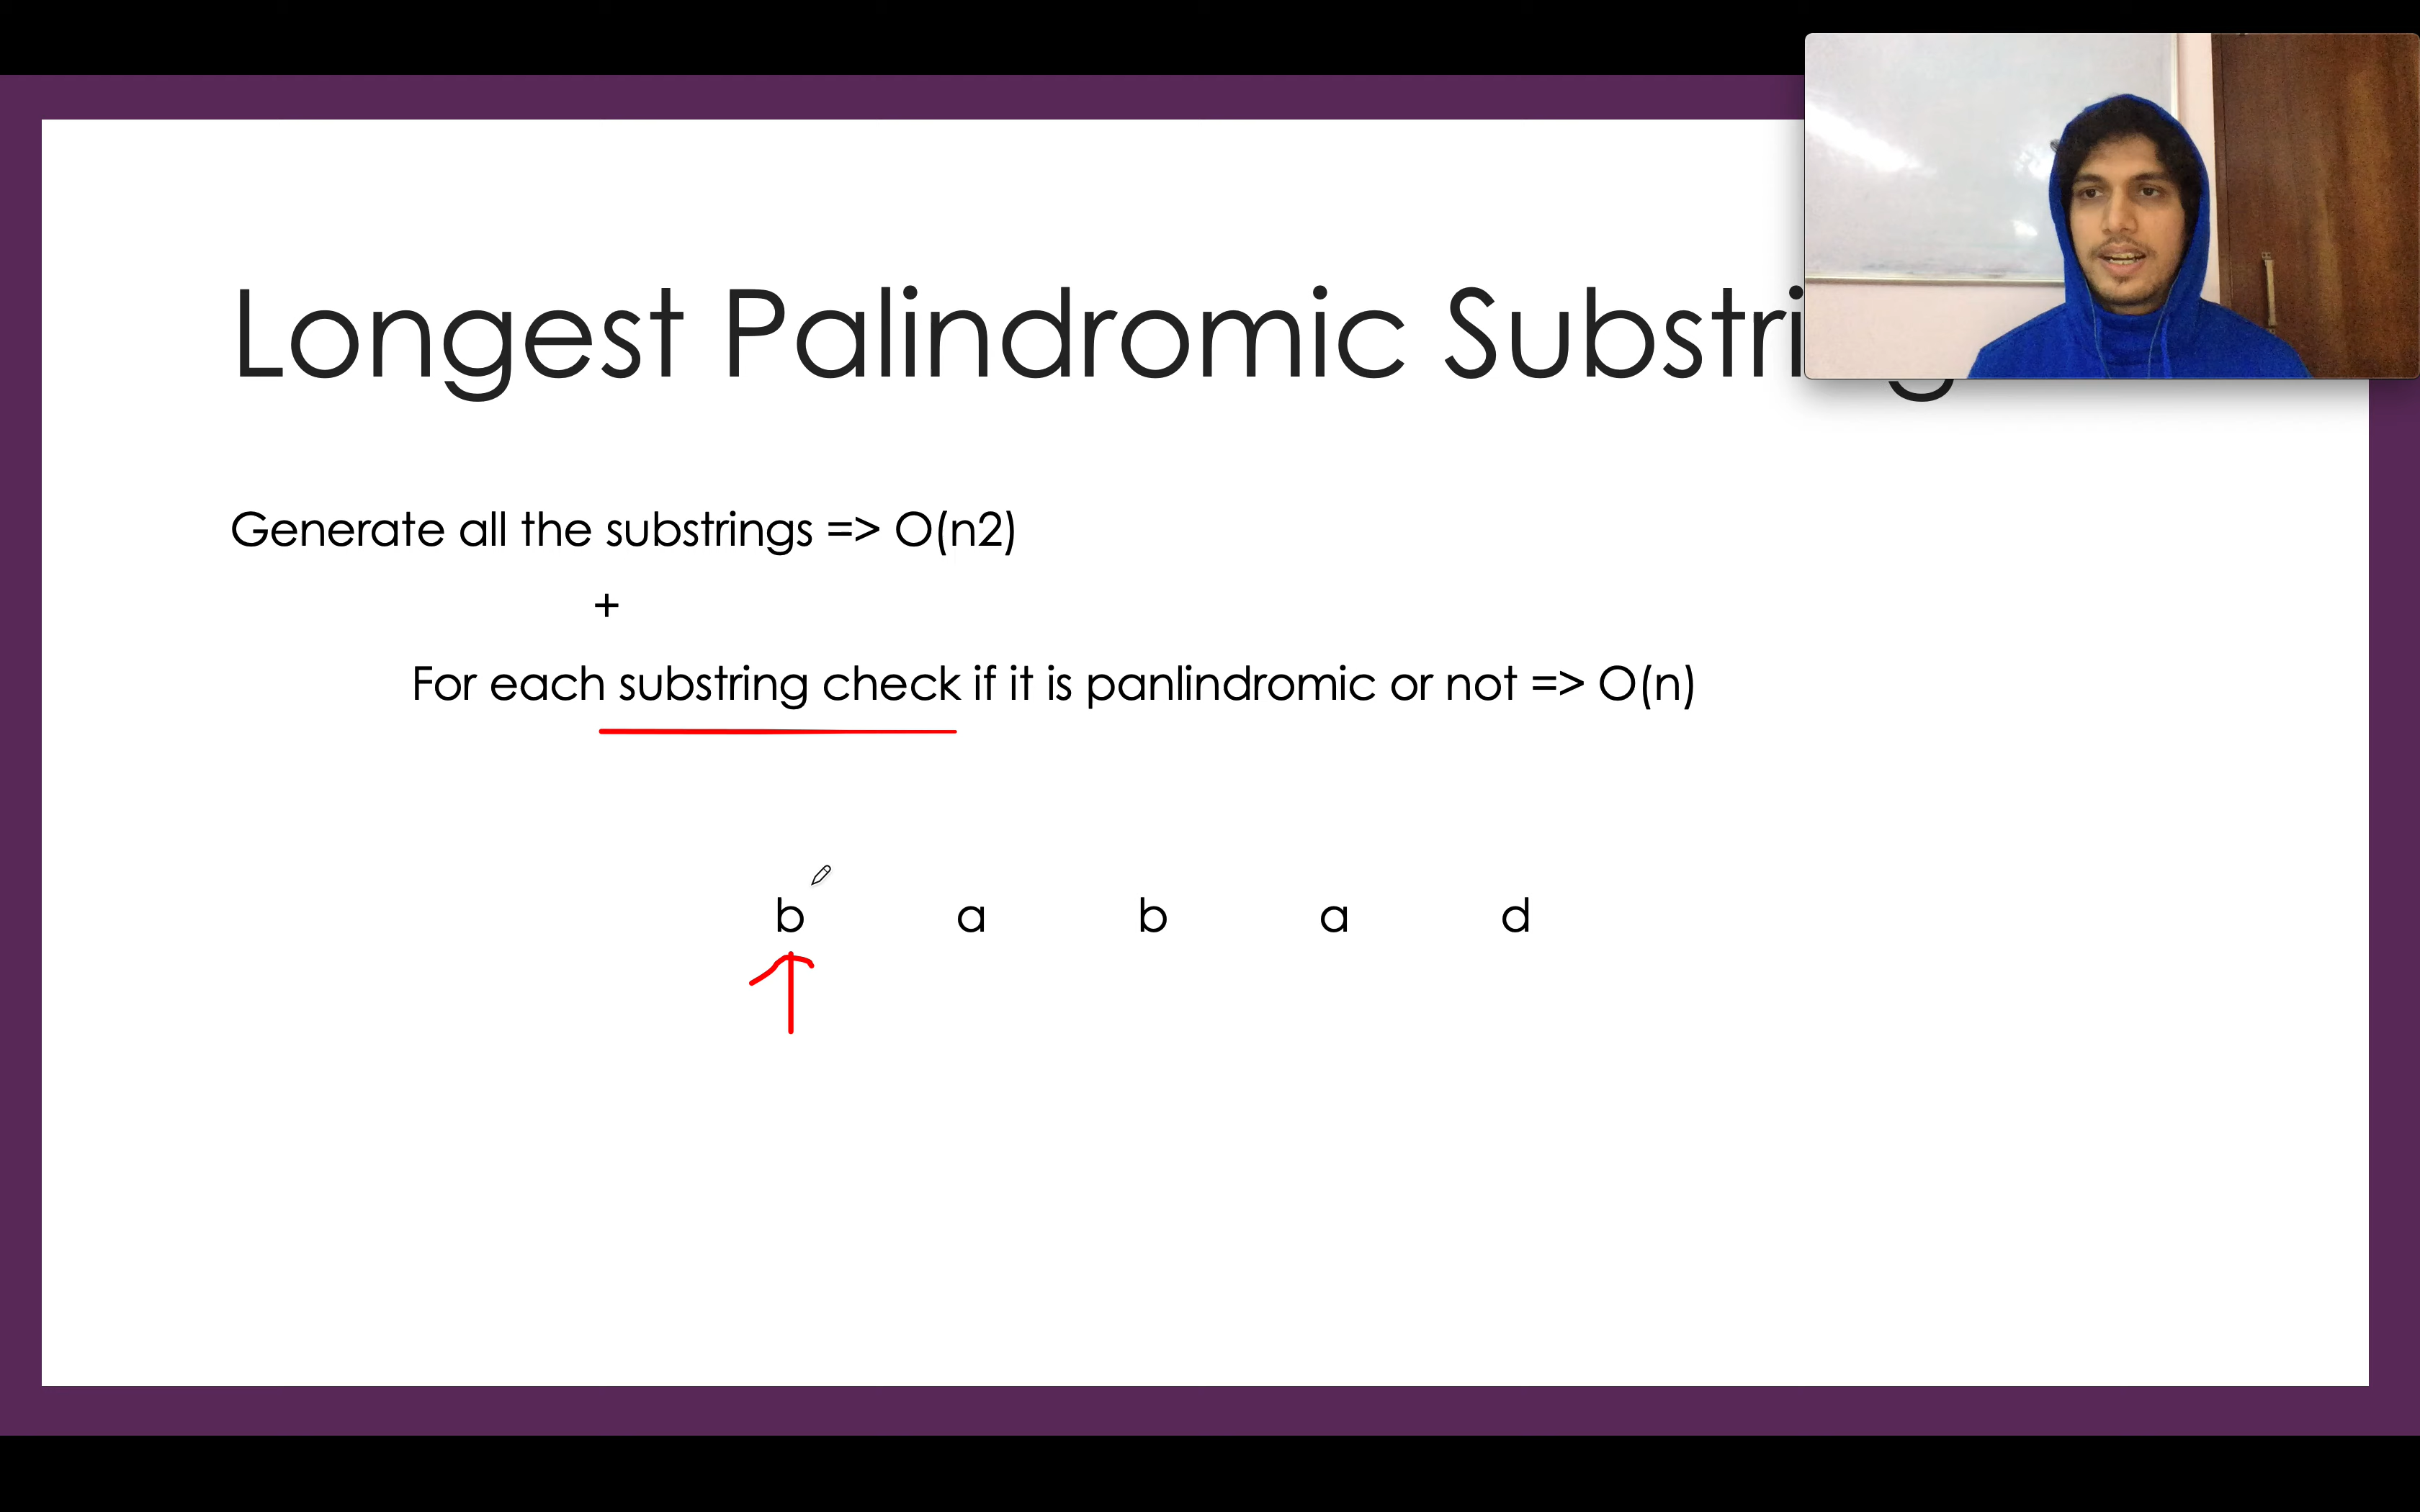 Longest Palindromic Substri g
Generate all the substrings => O(n2)
+
For each substring check if it is panlindromic or not => O(n)
b a b a d